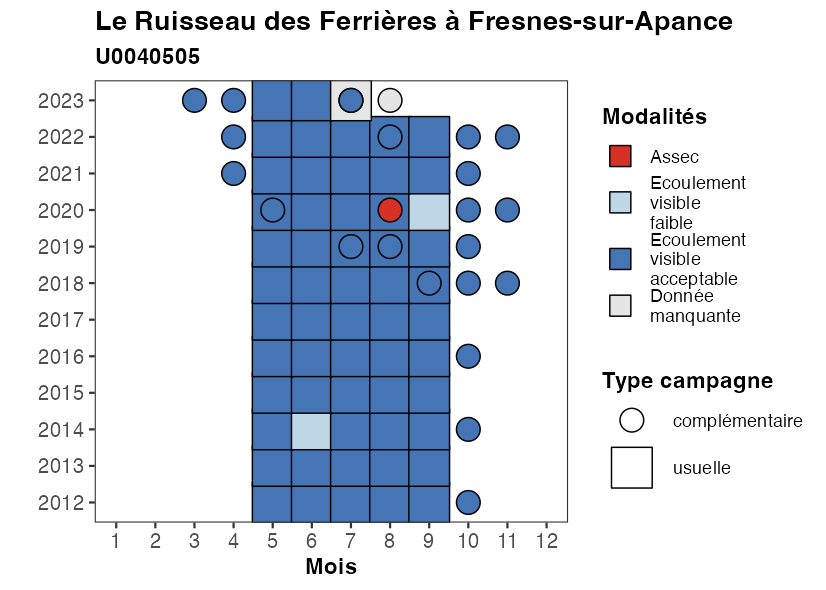 Le Ruisseau des Ferrières à Fresnes-sur-Apance
U0040505
2023
2022
2021
2020
2019
2018
2017
2016
2015
2014
2013
2012
1 2 3 4 5 6 7 8 9 10 11 12
Mois
Modalités
Assec
Ecoulement
visible
faible
Ecoulement
visible
acceptable
Donnée
manquante
Type campagne
complémentaire
usuelle